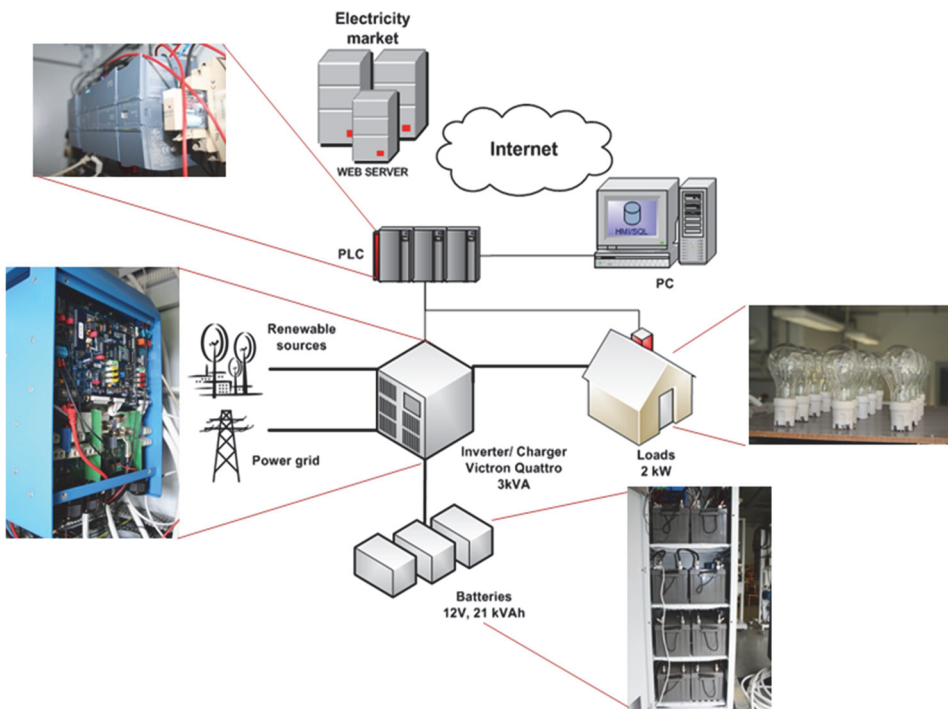 Electricity
market
WEB SERVER
Internet
PLC
HMI/SQL
PC
Renewable
sources
Power grid
Inverter/ Charger
Victron Quattro
3kVA
Loads
2 kW
Batteries
12V, 21 kVAh